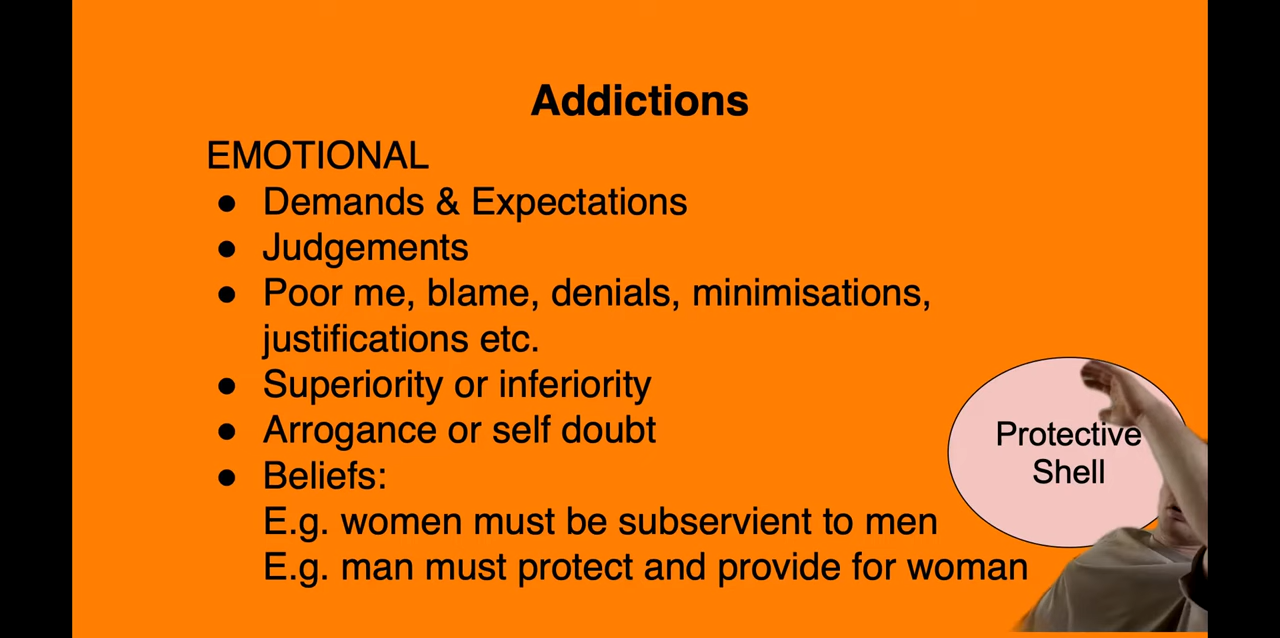 Addictions
EMOTIONAL
● Demands & Expectations
● Judgements
● Poor me, blame, denials, minimisations,
justifications etc.
● Superiority or inferiority
● Arrogance or self doubt
● Beliefs:
E.g. women must be subservient to men
E.g. man must protect and provide for woman
Protective
Shell